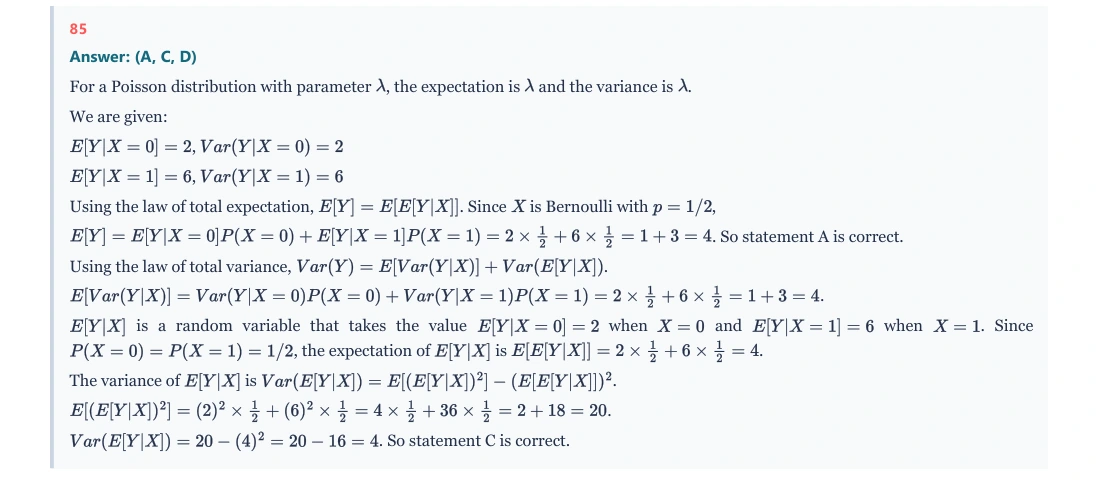 85
Answer: (A, C, D)
For a Poisson distribution with parameter λ, the expectation is λ and the variance is λ.
We are given:
E[Y|X = 0] = 2, Var(Y|X = 0) = 2
E[Y|X = 1] = 6, Var(Y|X = 1) = 6
Using the law of total expectation, E[Y] = E[E[Y|X]]. Since X is Bernoulli with p = 1/2,
E[Y] = E[Y|X = 0]P(X = 0) + E[Y|X = 1]P(X = 1) = 2 × 1/2 + 6 × 1/2 = 1 + 3 = 4. So statement A is correct.
Using the law of total variance, Var(Y) = E[Var(Y|X)] + Var(E[Y|X]).
E[Var(Y|X)] = Var(Y|X = 0)P(X = 0) + Var(Y|X = 1)P(X = 1) = 2 × 1/2 + 6 × 1/2 = 1 + 3 = 4.
E[Y|X] is a random variable that takes the value E[Y|X = 0] = 2 when X = 0 and E[Y|X = 1] = 6 when X = 1. Since
P(X = 0) = P(X = 1) = 1/2, the expectation of E[Y|X] is E[E[Y|X]] = 2 × 1/2 + 6 × 1/2 = 4.
The variance of E[Y|X] is Var(E[Y|X]) = E[(E[Y|X])²] − (E[E[Y|X]])².
E[(E[Y|X])²] = (2)² × 1/2 + (6)² × 1/2 = 4 × 1/2 + 36 × 1/2 = 2 + 18 = 20.
Var(E[Y|X]) = 20 − (4)² = 20 − 16 = 4. So statement C is correct.